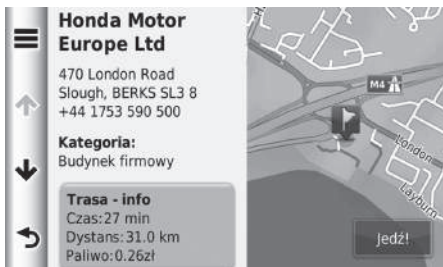 Honda Motor
Europe Ltd
470 London Road
Slough, BERKS SL3 8
+44 1753 590 500
Kategoria:
Budynek firmowy
Trasa - info
Czas:27 min
Dystans:31.0 km
Paliwo:0.26zł
M4
London
Layburn
Jedź!